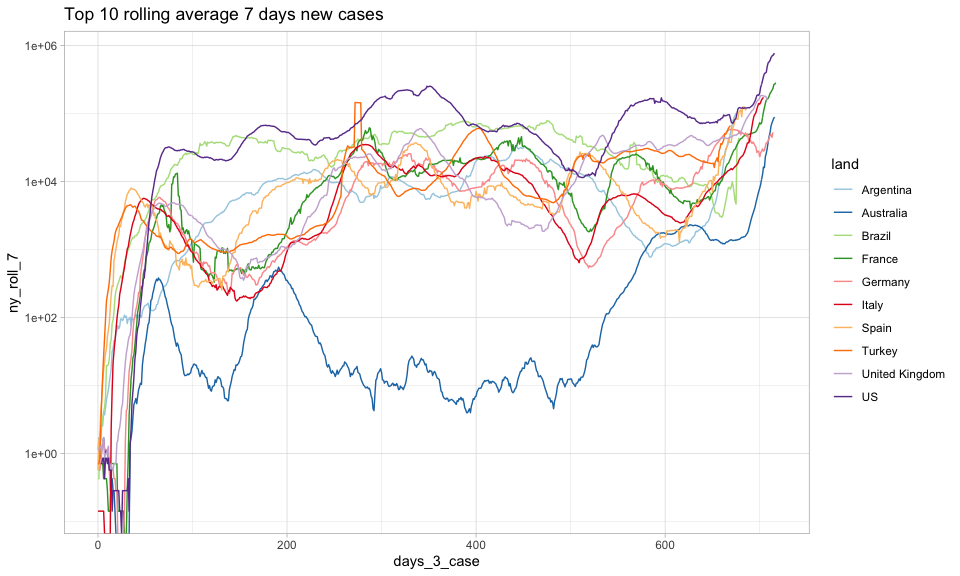 Top 10 rolling average 7 days new cases
1e+06
1e+04
1e+02
1e+00
ny_roll_7
0
200
400
600
days_3_case
land
Argentina
Australia
Brazil
France
Germany
Italy
Spain
Turkey
United Kingdom
US